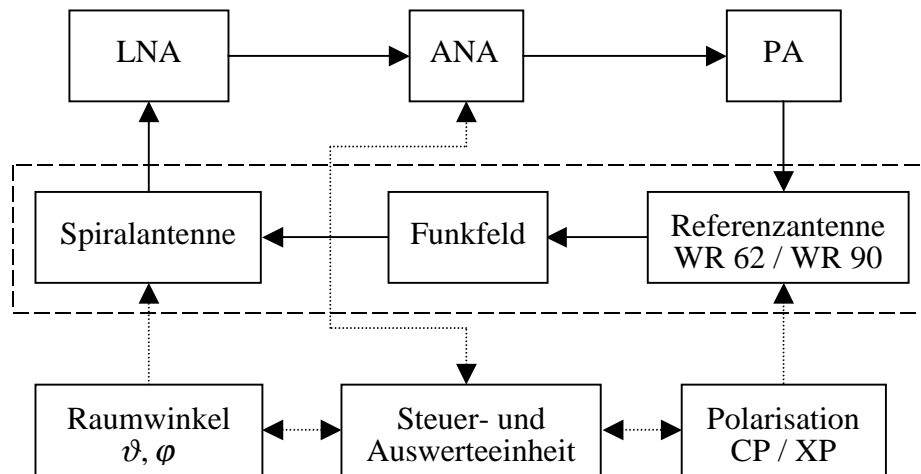 LNA
ANA
PA
Spiralantenne
Funkfeld
Referenzantenne
WR 62 / WR 90
Raumwinkel
ϑ, φ
Steuer- und
Auswerteeinheit
Polarisation
CP / XP